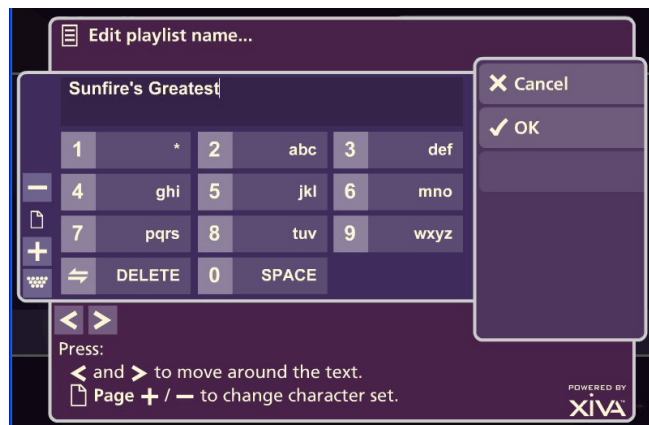 Edit playlist name...
Sunfire's Greatest
Cancel
OK
1 * 2 abc 3 def
4 ghi 5 jkl 6 mno
7 pqrs 8 tuv 9 wxyz
DELETE 0 SPACE
Press:
< and > to move around the text.
Page + / — to change character set.
POWERED BY
XiVA